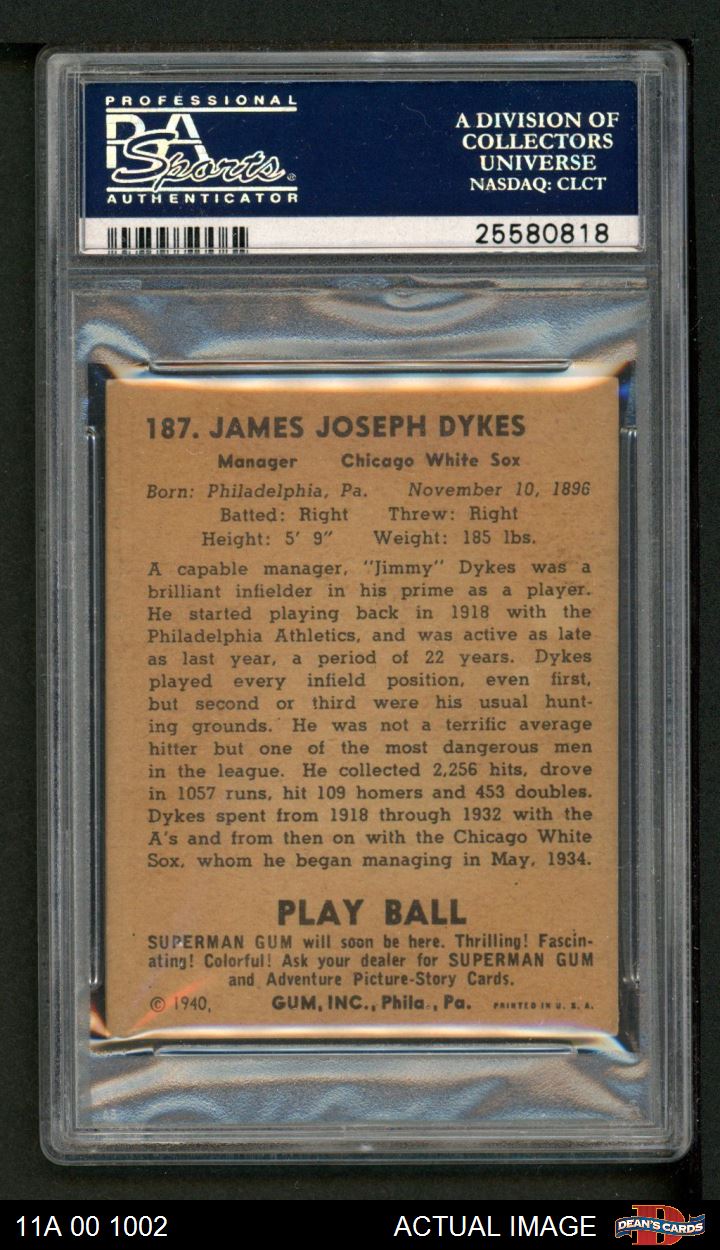 PROFESSIONAL
PSA
Sports®
AUTHENTICATOR
A DIVISION OF
COLLECTORS
UNIVERSE
NASDAQ: CLCT
25580818
187. JAMES JOSEPH DYKES
Manager Chicago White Sox
Born: Philadelphia, Pa. November 10, 1896
Batted: Right Threw: Right
Height: 5' 9" Weight: 185 lbs.
A capable manager, "Jimmy" Dykes was a
brilliant infielder in his prime as a player.
He started playing back in 1918 with the
Philadelphia Athletics, and was active as late
as last year, a period of 22 years. Dykes
played every infield position, even first,
but second or third were his usual hunt-
ing grounds. He was not a terrific average
hitter but one of the most dangerous men
in the league. He collected 2,256 hits, drove
in 1057 runs, hit 109 homers and 453 doubles.
Dykes spent from 1918 through 1932 with the
A's and from then on with the Chicago White
Sox, whom he began managing in May, 1934.
PLAY BALL
SUPERMAN GUM will soon be here. Thrilling! Fascin-
ating! Colorful! Ask your dealer for SUPERMAN GUM
and Adventure Picture-Story Cards.
© 1940, GUM, INC., Phila., Pa. PRINTED IN U. S. A.
11A 00 1002 ACTUAL IMAGE DEAN'S CARDS